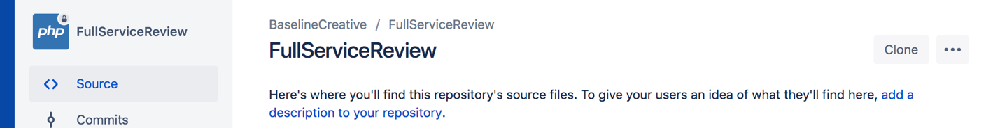 php
FullServiceReview
Source
Commits
BaselineCreative / FullServiceReview
FullServiceReview
Clone
Here's where you'll find this repository's source files. To give your users an idea of what they'll find here, add a
description to your repository.